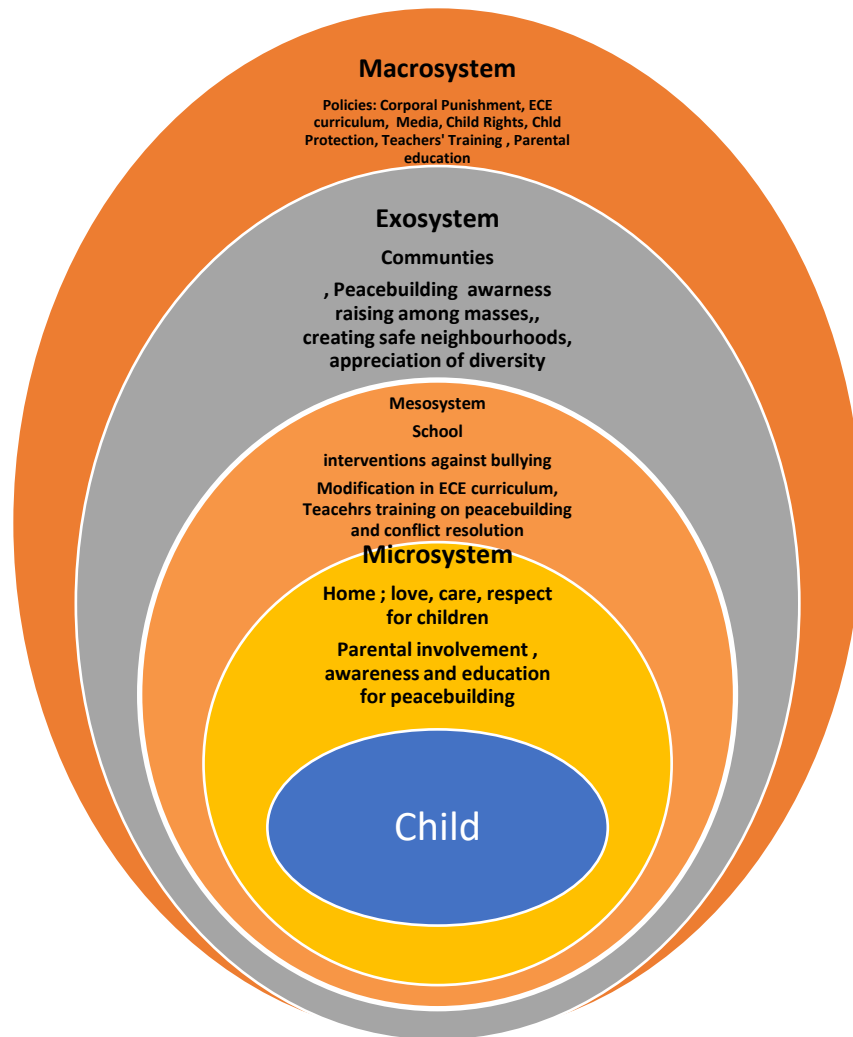 Macrosystem
Policies: Corporal Punishment, ECE
curriculum, Media, Child Rights, Chld
Protection, Teachers' Training , Parental
education
Exosystem
Communties
, Peacebuilding awarness
raising among masses,,
creating safe neighbourhoods,
appreciation of diversity
Mesosystem
School
interventions against bullying
Modification in ECE curriculum,
Teacehrs training on peacebuilding
and conflict resolution
Microsystem
Home ; love, care, respect
for children
Parental involvement ,
awareness and education
for peacebuilding
Child